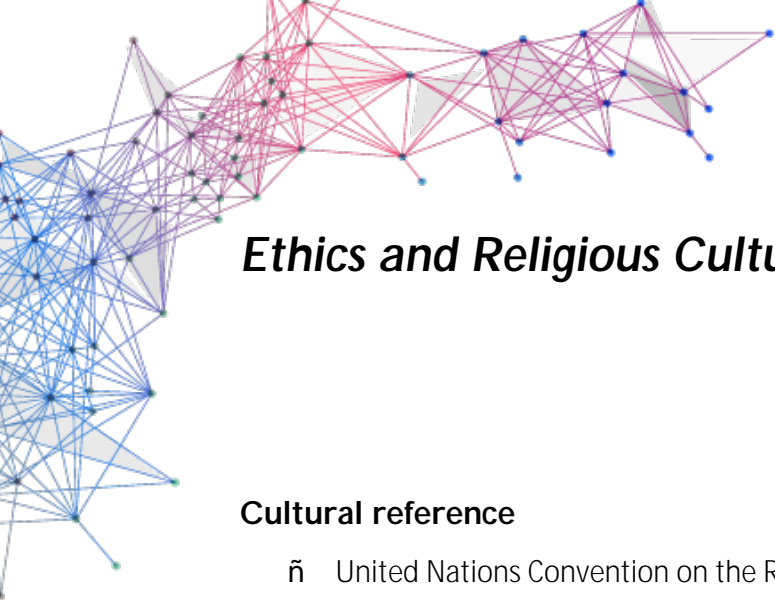 Ethics and Religious Cultu
Cultural reference
ñ United Nations Convention on the R